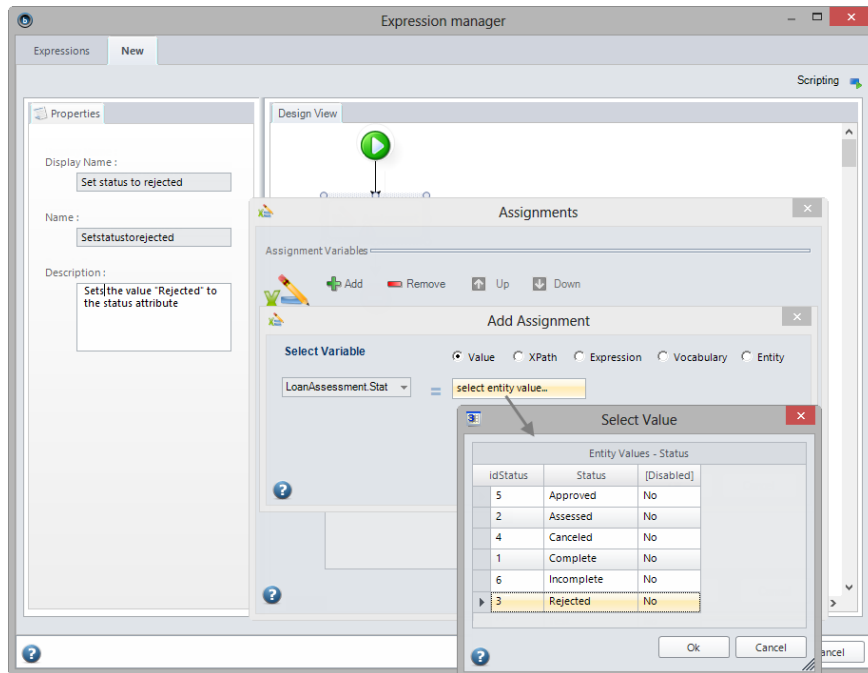 Expression manager
Expressions
New
Scripting
Properties
Design View
Display Name :
Set status to rejected
Name :
Setstatustorejected
Description :
Sets the value "Rejected" to
the status attribute
Assignments
Assignment Variables
Add
Remove
Up
Down
Add Assignment
Select Variable
Value
XPath
Expression
Vocabulary
Entity
LoanAssessment.Stat
=
select entity value...
Select Value
Entity Values - Status
idStatus Status [Disabled]
5 Approved No
2 Assessed No
4 Canceled No
1 Complete No
6 Incomplete No
3 Rejected No
Ok
Cancel
ancel